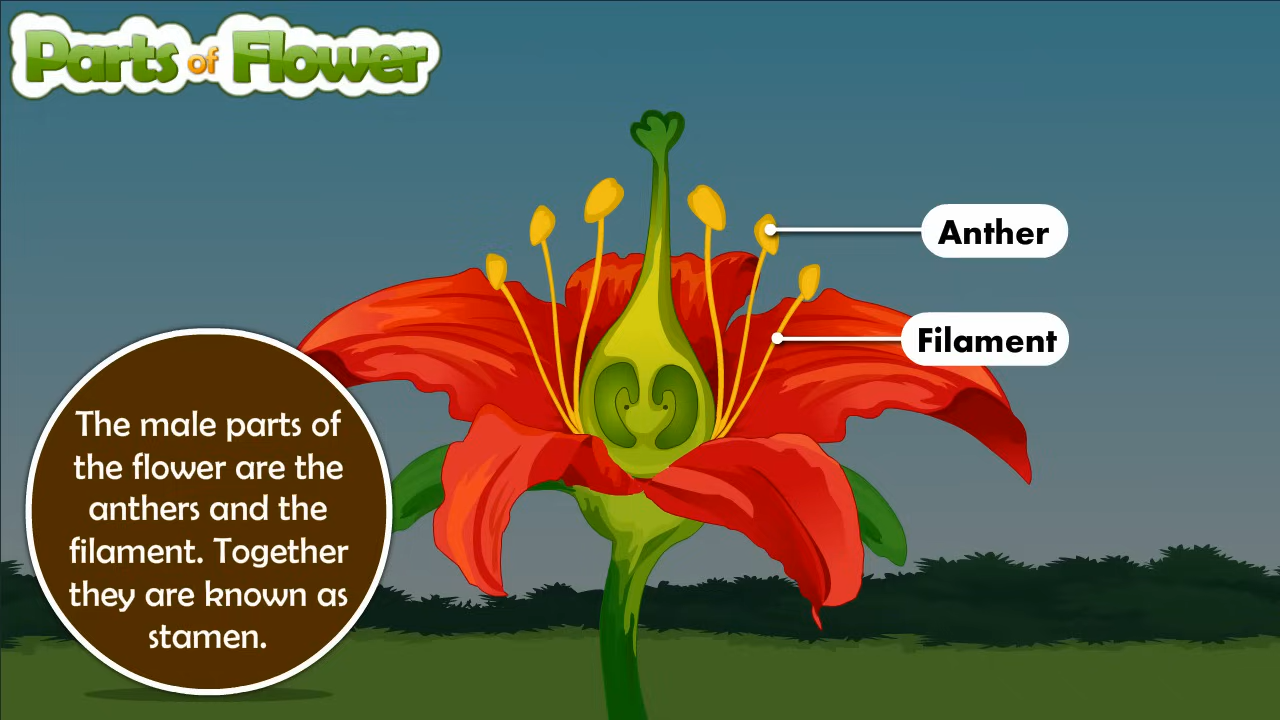 Parts of Flower
Anther
Filament
The male parts of
the flower are the
anthers and the
filament. Together
they are known as
stamen.